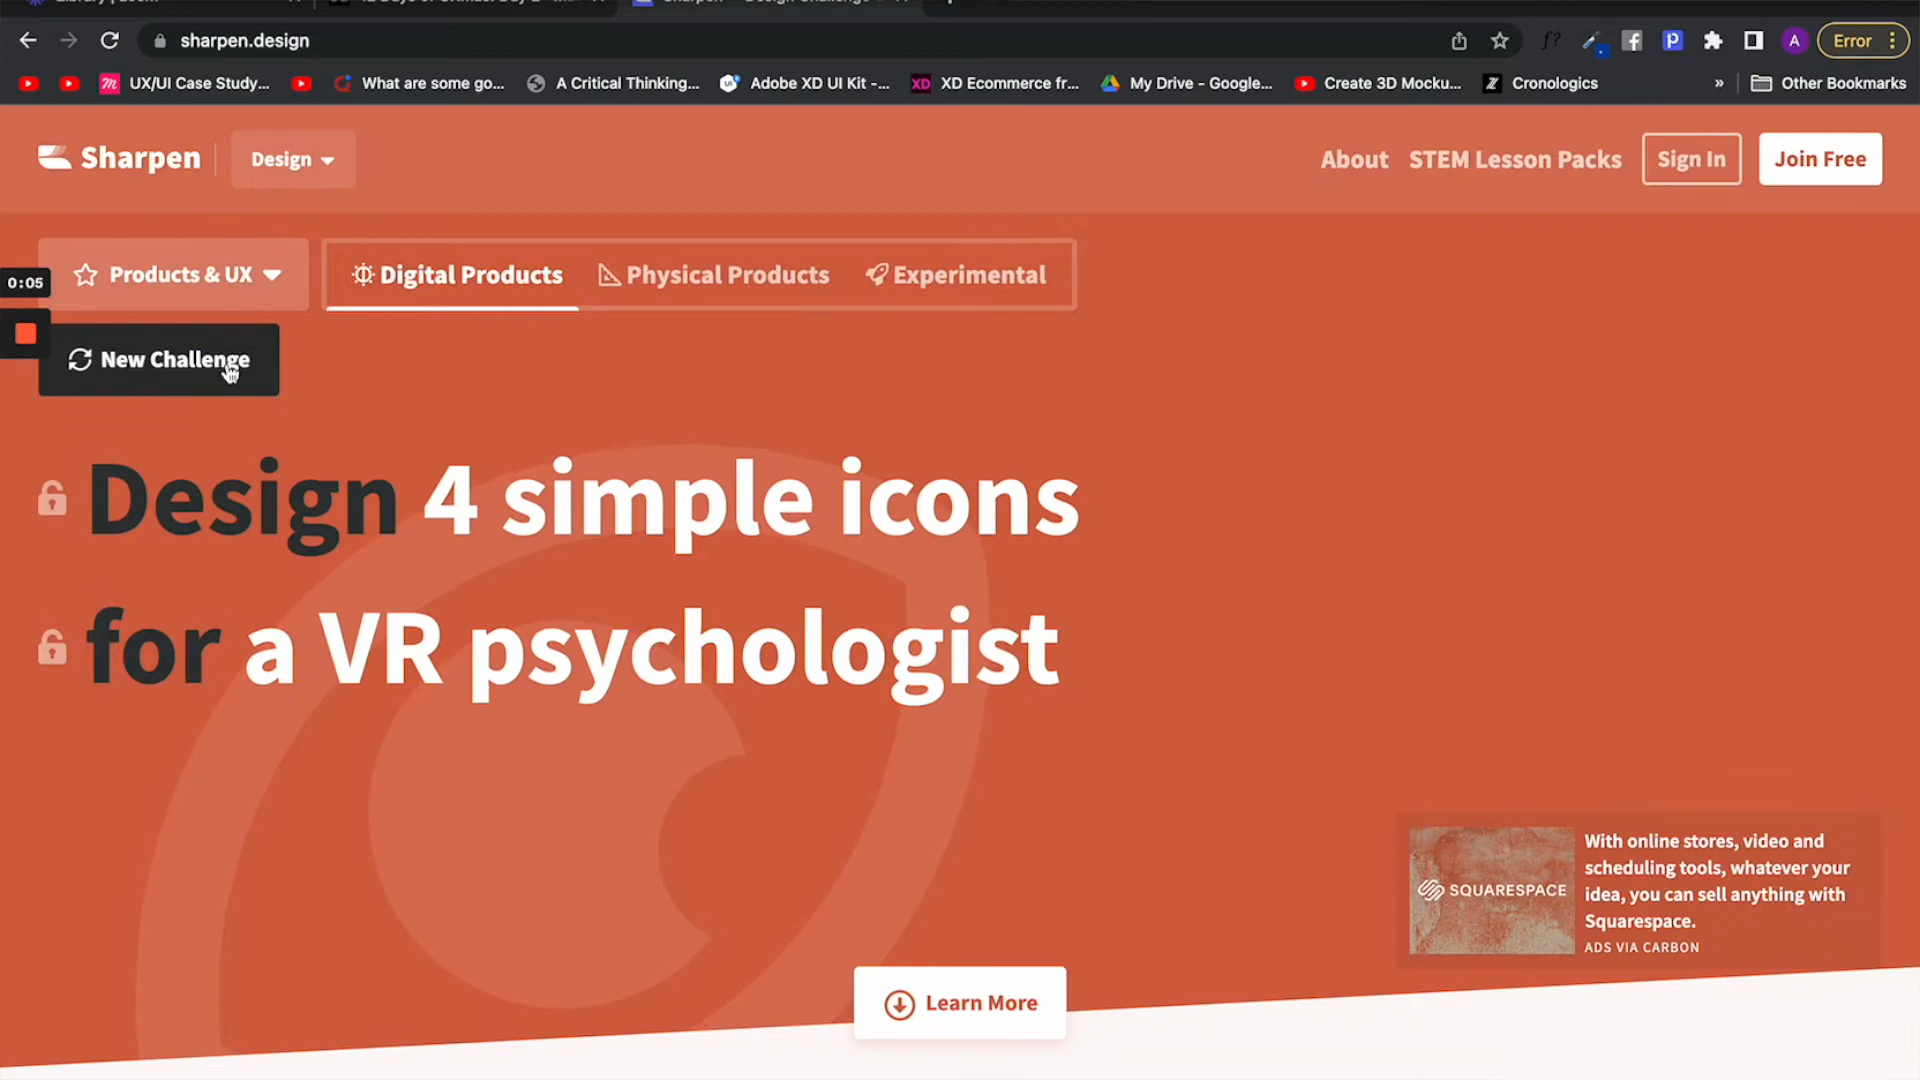 sharpen.design
Error
UX/UI Case Study...
What are some go...
A Critical Thinking...
Adobe XD UI Kit -...
XD Ecommerce fr...
My Drive - Google...
Create 3D Mocku...
Cronologics
»
Other Bookmarks
Sharpen
Design
About
STEM Lesson Packs
Sign In
Join Free
Products & UX
Digital Products
Physical Products
Experimental
0:05
New Challenge
Design 4 simple icons
for a VR psychologist
SQUARESPACE
With online stores, video and
scheduling tools, whatever your
idea, you can sell anything with
Squarespace.
ADS VIA CARBON
Learn More